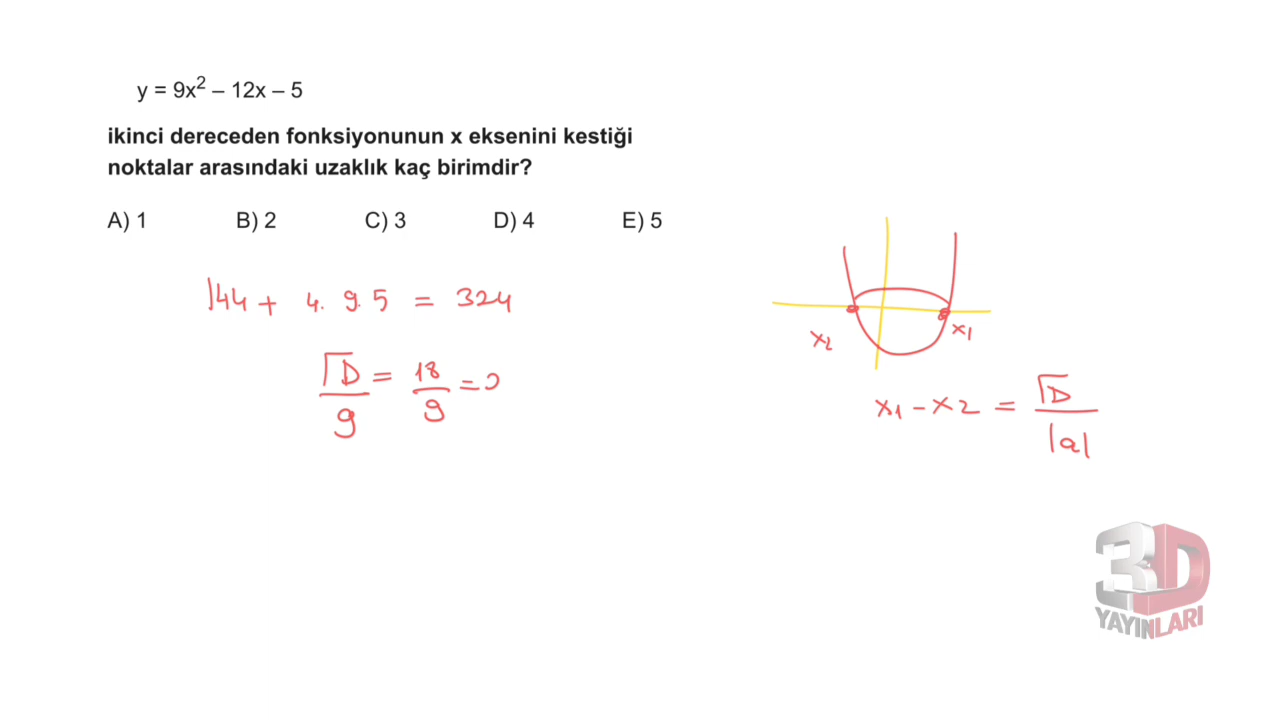 y = 9x² – 12x – 5
ikinci dereceden fonksiyonunun x eksenini kestiği
noktalar arasındaki uzaklık kaç birimdir?
A) 1 B) 2 C) 3 D) 4 E) 5
144 + 4. 9. 5 = 324
√D / 9 = 18 / 9 =
x2 x1
x1 - x2 = √D / |a|
3D
YAYINLARI